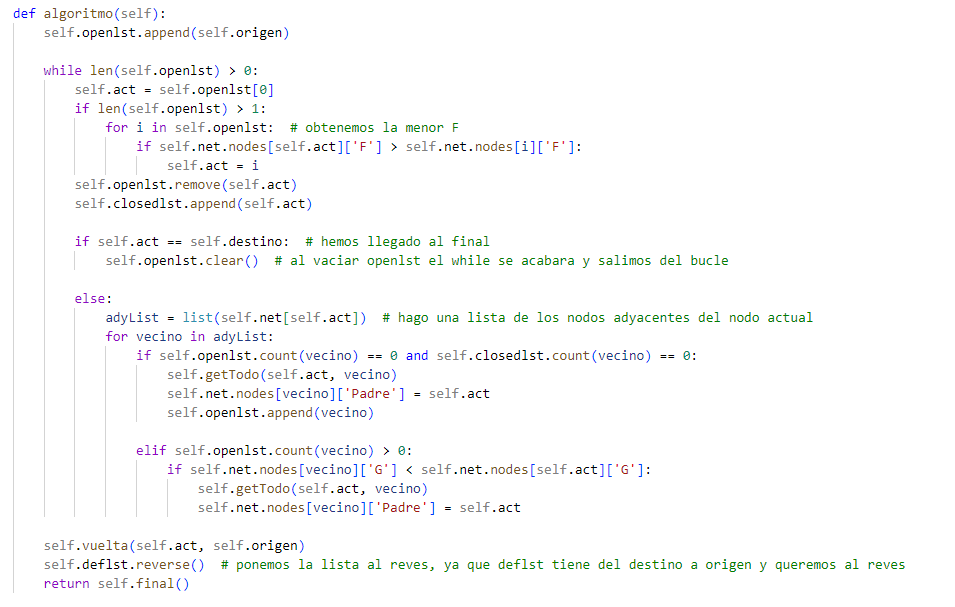 def algoritmo(self):
    self.openlst.append(self.origen)

    while len(self.openlst) > 0:
        self.act = self.openlst[0]
        if len(self.openlst) > 1:
            for i in self.openlst:  # obtenemos la menor F
                if self.net.nodes[self.act]['F'] > self.net.nodes[i]['F']:
                    self.act = i
        self.openlst.remove(self.act)
        self.closedlst.append(self.act)

        if self.act == self.destino:  # hemos llegado al final
            self.openlst.clear()  # al vaciar openlst el while se acabara y salimos del bucle

        else:
            adyList = list(self.net[self.act])  # hago una lista de los nodos adyacentes del nodo actual
            for vecino in adyList:
                if self.openlst.count(vecino) == 0 and self.closedlst.count(vecino) == 0:
                    self.getTodo(self.act, vecino)
                    self.net.nodes[vecino]['Padre'] = self.act
                    self.openlst.append(vecino)

                elif self.openlst.count(vecino) > 0:
                    if self.net.nodes[vecino]['G'] < self.net.nodes[self.act]['G']:
                        self.getTodo(self.act, vecino)
                        self.net.nodes[vecino]['Padre'] = self.act

    self.vuelta(self.act, self.origen)
    self.deflst.reverse()  # ponemos la lista al reves, ya que deflst tiene del destino a origen y queremos al reves
    return self.final()